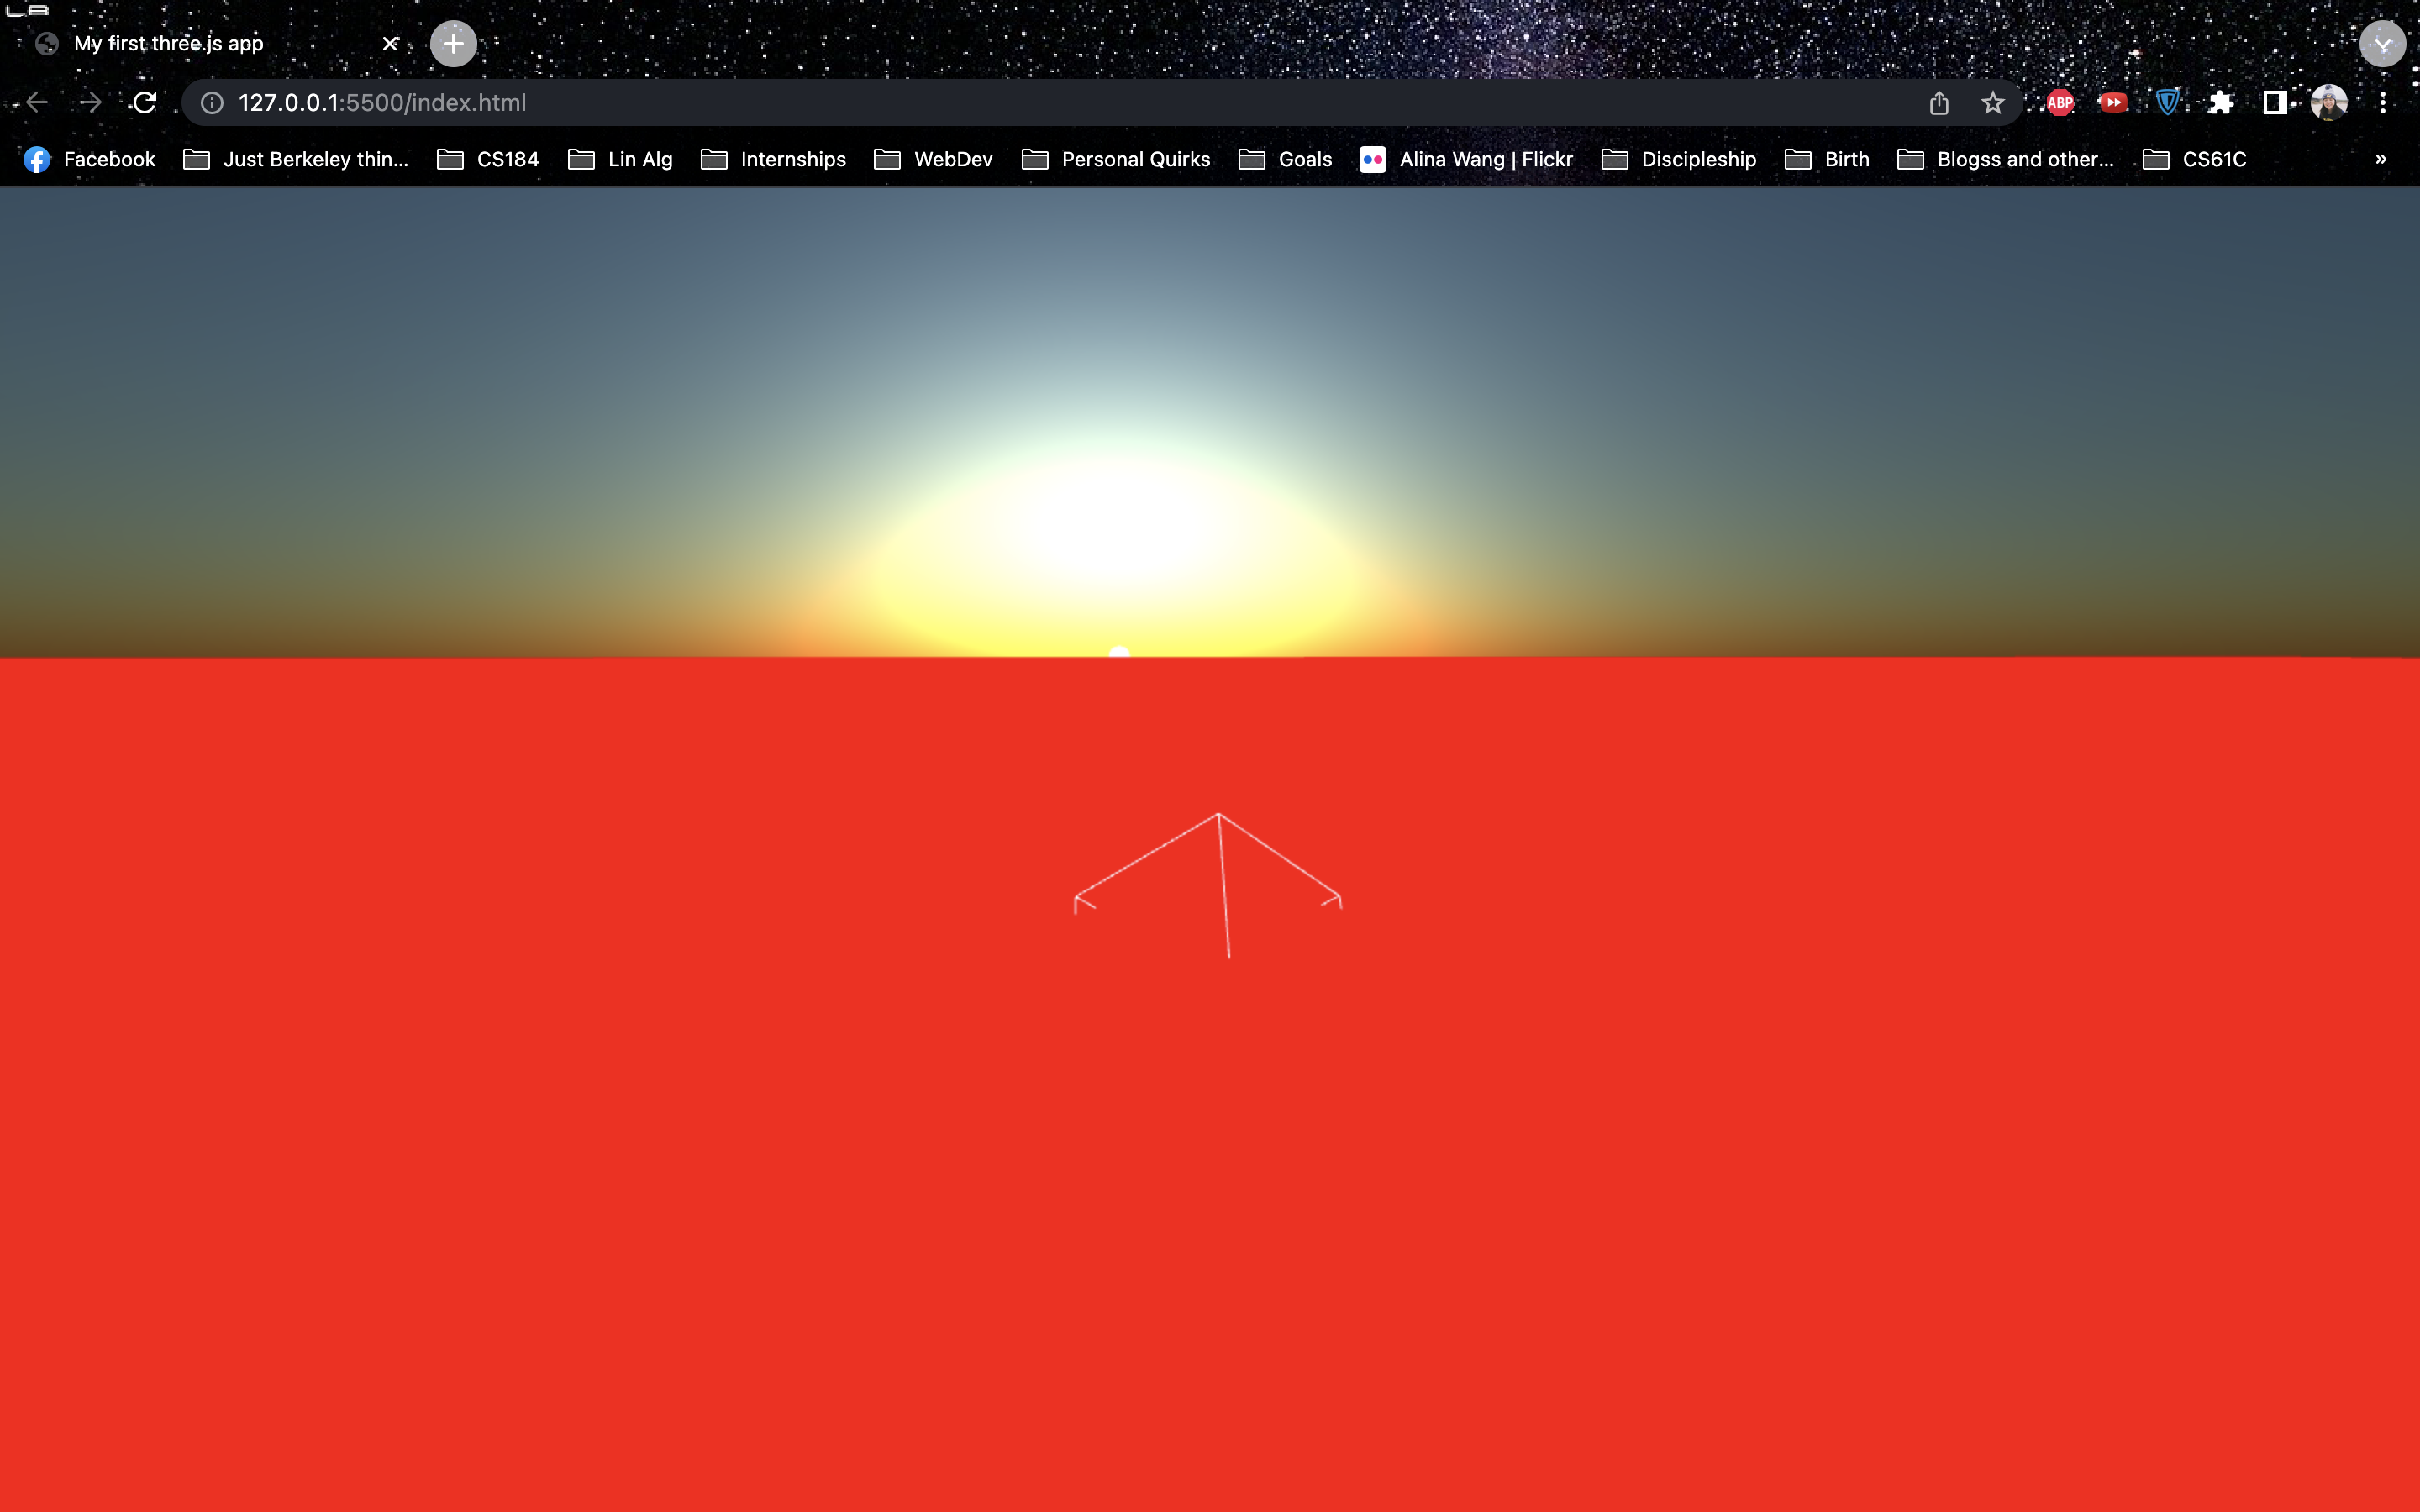 My first three.js app
127.0.0.1:5500/index.html
ABP
Facebook Just Berkeley thin... CS184 Lin Alg Internships WebDev Personal Quirks Goals Alina Wang | Flickr Discipleship Birth Blogss and other... CS61C »